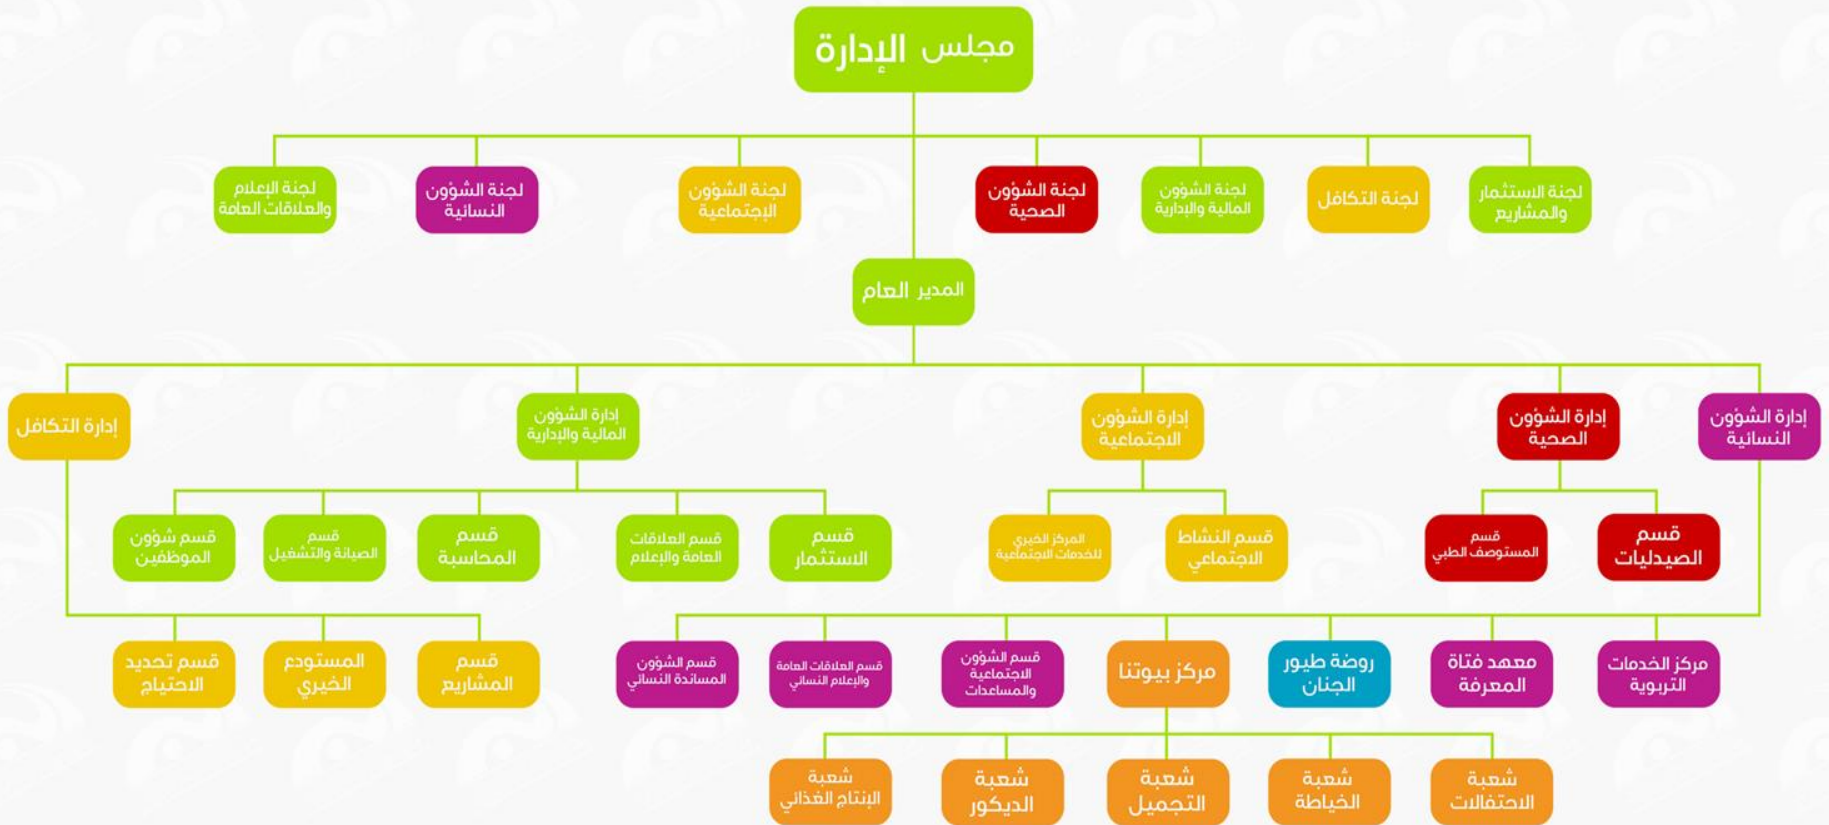 مجلس الإدارة
لجنة الاستثمار
والمشاريع
لجنة التكافل
لجنة الشؤون
المالية والإدارية
لجنة الشؤون
الصحية
لجنة الشؤون
الإجتماعية
لجنة الشؤون
النسائية
لجنة الإعلام
والعلاقات العامة
المدير العام
إدارة الشؤون
النسائية
إدارة الشؤون
الصحية
إدارة الشؤون
الاجتماعية
إدارة الشؤون
المالية والإدارية
إدارة التكافل
قسم
الصيدليات
قسم
المستوصف الطبي
قسم النشاط
الاجتماعي
المركز الخيري
للخدمات الاجتماعية
قسم
الاستثمار
قسم العلاقات
العامة والإعلام
قسم
المحاسبة
قسم
الصيانة والتشغيل
قسم شؤون
الموظفين
مركز الخدمات
التربوية
معهد فتاة
المعرفة
روضة طيور
الجنان
مركز بيوتنا
قسم الشؤون
الاجتماعية
والمساعدات
قسم العلاقات العامة
والإعلام النسائي
قسم الشؤون
المساندة النسائي
قسم
المشاريع
المستودع
الخيري
قسم تحديد
الاحتياج
شعبة
الاحتفالات
شعبة
الخياطة
شعبة
التجميل
شعبة
الديكور
شعبة
الإنتاج الغذائي